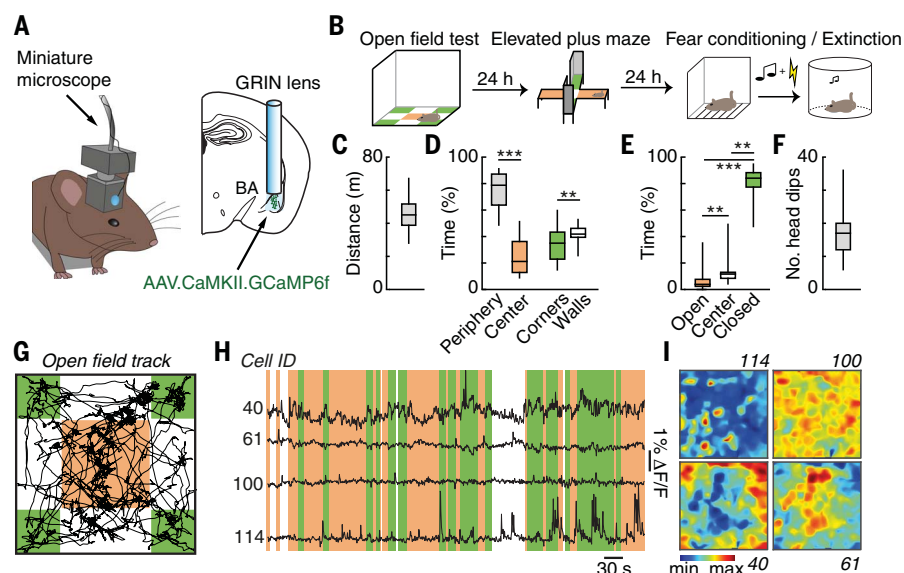 A
Miniature
microscope
GRIN lens
BA
AAV.CaMKII.GCaMP6f
B
Open field test
24 h
Elevated plus maze
24 h
Fear conditioning / Extinction
+
C
Distance (m)
80
0
D
Time (%)
100
0
***
**
Periphery
Center
Corners
Walls
E
Time (%)
100
0
**
***
**
Open
Center
Closed
F
No. head dips
40
0
G
Open field track
H
Cell ID
40
61
100
114
1% ΔF/F
30 s
I
114
100
min
max
40
61